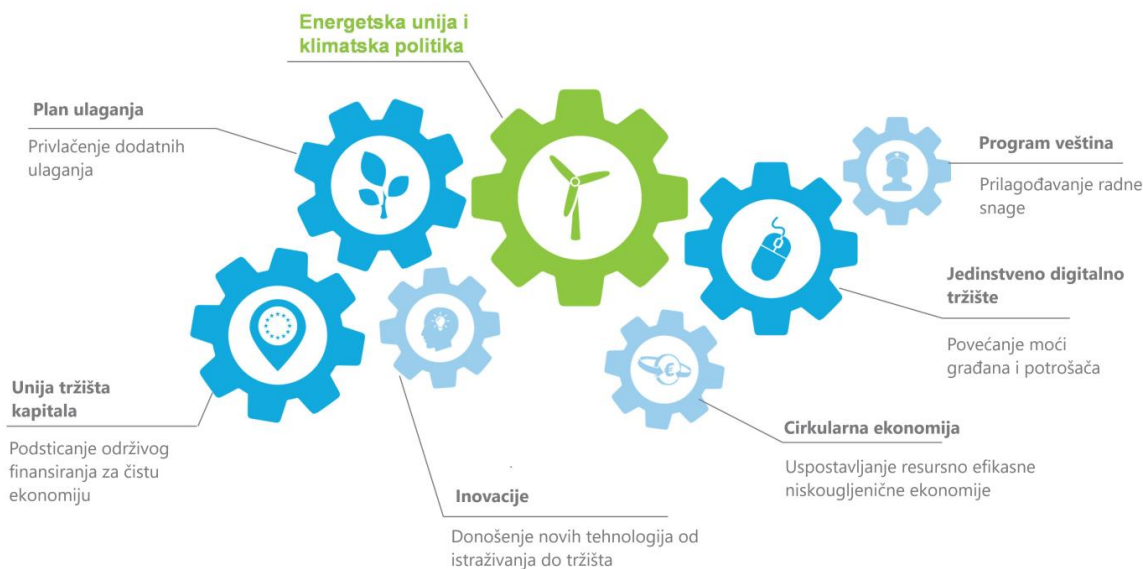 Energetska unija i
klimatska politika
Plan ulaganja
Privlačenje dodatnih
ulaganja
Program veština
Prilagođavanje radne
snage
Jedinstveno digitalno
tržište
Povećanje moći
građana i potrošača
Unija tržišta
kapitala
Podsticanje održivog
finansiranja za čistu
ekonomiju
Cirkularna ekonomija
Uspostavljanje resursno efikasne
niskougljenične ekonomije
Inovacije
Donošenje novih tehnologija od
istraživanja do tržišta
€